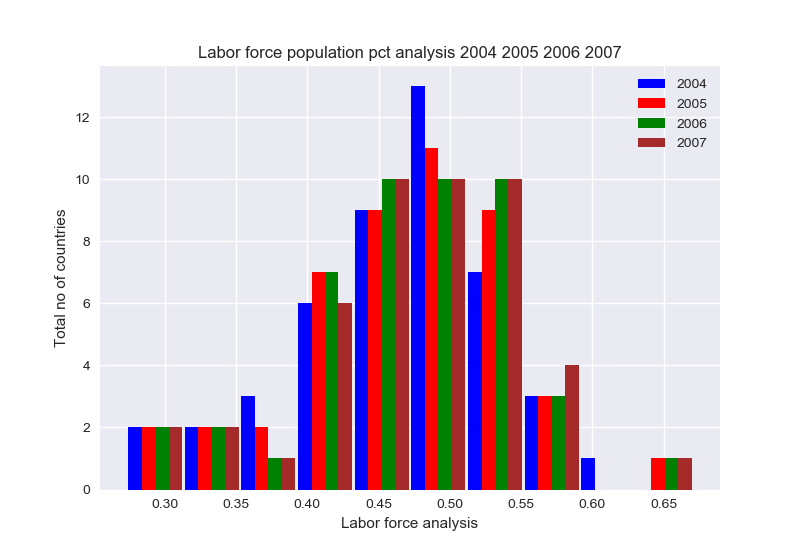 Labor force population pct analysis 2004 2005 2006 2007
2004
2005
2006
2007
12
10
8
6
4
2
0
Total no of countries
0.30 0.35 0.40 0.45 0.50 0.55 0.60 0.65
Labor force analysis